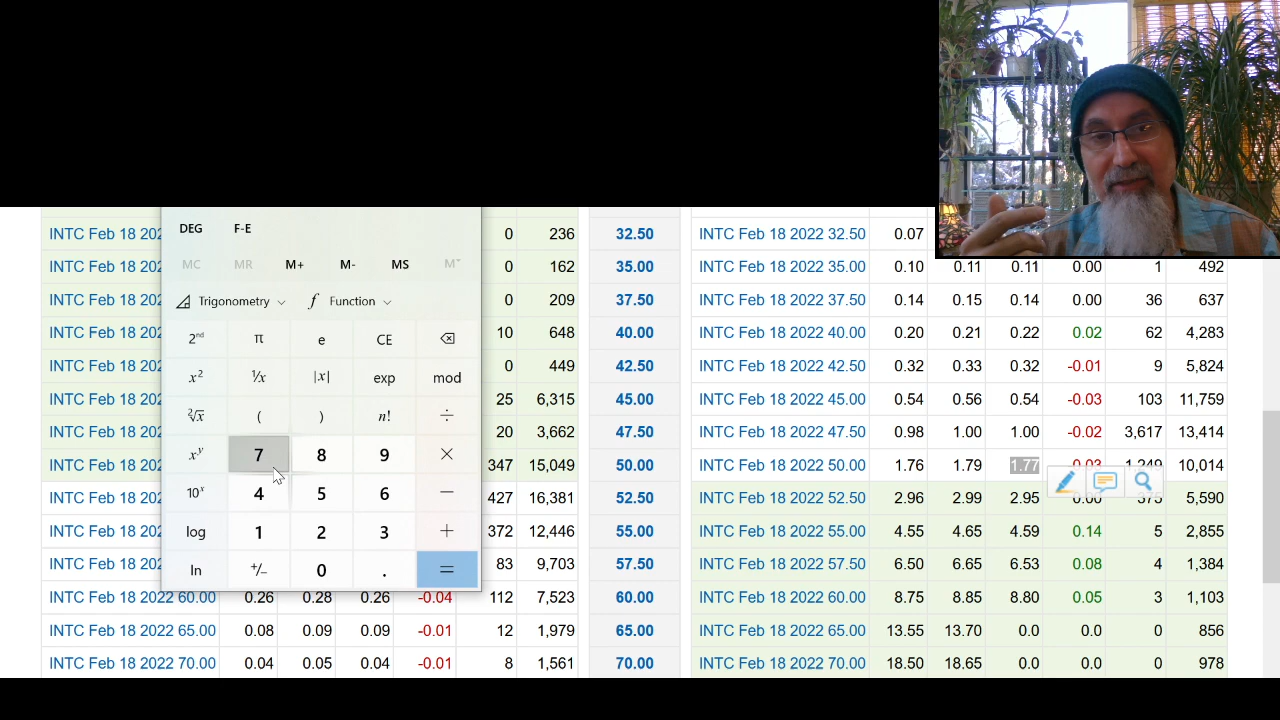 DEG F-E
MC MR M+ M- MS M˅
Trigonometry f Function
2nd π e CE
x² ¹/x |x| exp mod
²√x ( ) n! ÷
xʸ 7 8 9 ×
10ˣ 4 5 6 −
log 1 2 3 +
ln +/− 0 . =
INTC Feb 18 202 0 236 32.50 INTC Feb 18 2022 32.50 0.07
INTC Feb 18 202 0 162 35.00 INTC Feb 18 2022 35.00 0.10 0.11 0.11 0.00 1 492
INTC Feb 18 202 0 209 37.50 INTC Feb 18 2022 37.50 0.14 0.15 0.14 0.00 36 637
INTC Feb 18 202 10 648 40.00 INTC Feb 18 2022 40.00 0.20 0.21 0.22 0.02 62 4,283
INTC Feb 18 202 0 449 42.50 INTC Feb 18 2022 42.50 0.32 0.33 0.32 -0.01 9 5,824
INTC Feb 18 202 25 6,315 45.00 INTC Feb 18 2022 45.00 0.54 0.56 0.54 -0.03 103 11,759
INTC Feb 18 202 20 3,662 47.50 INTC Feb 18 2022 47.50 0.98 1.00 1.00 -0.02 3,617 13,414
INTC Feb 18 202 347 15,049 50.00 INTC Feb 18 2022 50.00 1.76 1.79 1.77 -0.03 1,249 10,014
INTC Feb 18 202 427 16,381 52.50 INTC Feb 18 2022 52.50 2.96 2.99 2.95 0.00 375 5,590
INTC Feb 18 202 372 12,446 55.00 INTC Feb 18 2022 55.00 4.55 4.65 4.59 0.14 5 2,855
INTC Feb 18 202 83 9,703 57.50 INTC Feb 18 2022 57.50 6.50 6.65 6.53 0.08 4 1,384
INTC Feb 18 2022 60.00 0.26 0.28 0.26 -0.04 112 7,523 60.00 INTC Feb 18 2022 60.00 8.75 8.85 8.80 0.05 3 1,103
INTC Feb 18 2022 65.00 0.08 0.09 0.09 -0.01 12 1,979 65.00 INTC Feb 18 2022 65.00 13.55 13.70 0.0 0.0 0 856
INTC Feb 18 2022 70.00 0.04 0.05 0.04 -0.01 8 1,561 70.00 INTC Feb 18 2022 70.00 18.50 18.65 0.0 0.0 0 978